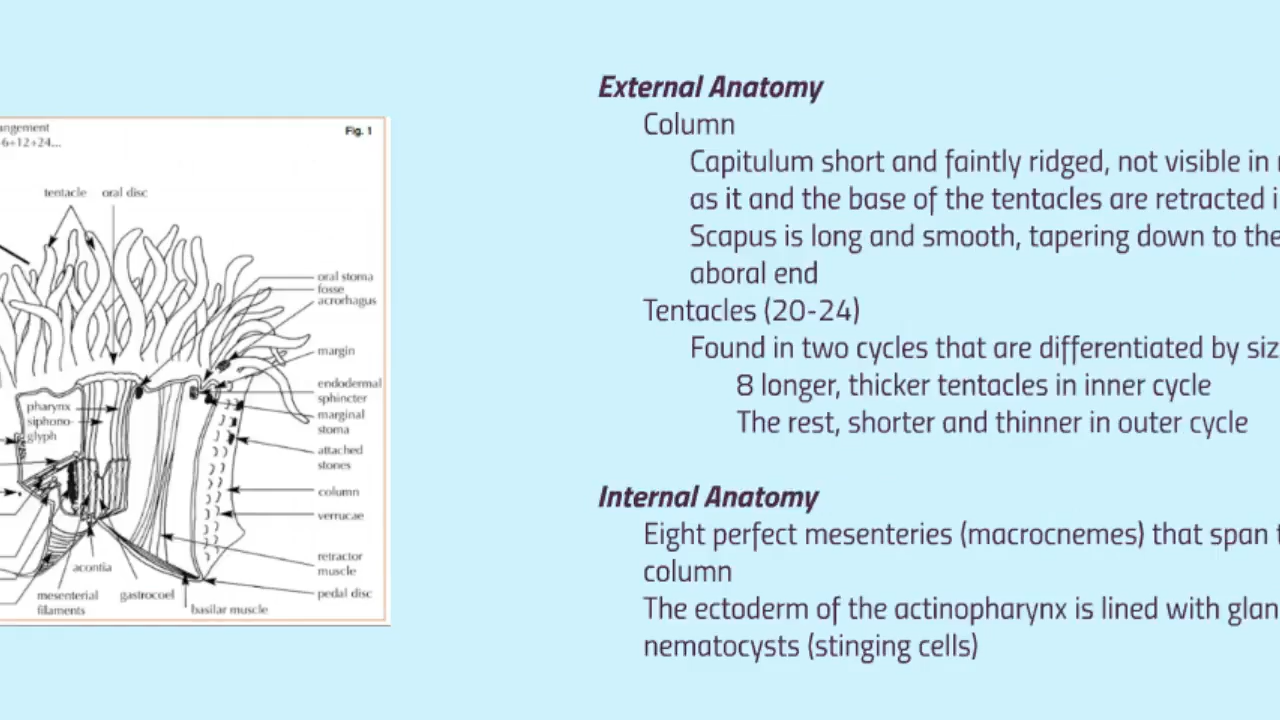 angement
6+12+24...
Fig. 1
tentacle oral disc
oral stoma
fosse
acrorhagus
margin
endodermal
sphincter
marginal
stoma
attached
stones
column
verrucae
retractor
muscle
pedal disc
pharynx
siphono-
glyph
acontia
mesenterial
filaments
gastrocoel
basilar muscle
External Anatomy
Column
Capitulum short and faintly ridged, not visible in
as it and the base of the tentacles are retracted
Scapus is long and smooth, tapering down to the
aboral end
Tentacles (20-24)
Found in two cycles that are differentiated by siz
8 longer, thicker tentacles in inner cycle
The rest, shorter and thinner in outer cycle
Internal Anatomy
Eight perfect mesenteries (macrocnemes) that span
column
The ectoderm of the actinopharynx is lined with glan
nematocysts (stinging cells)